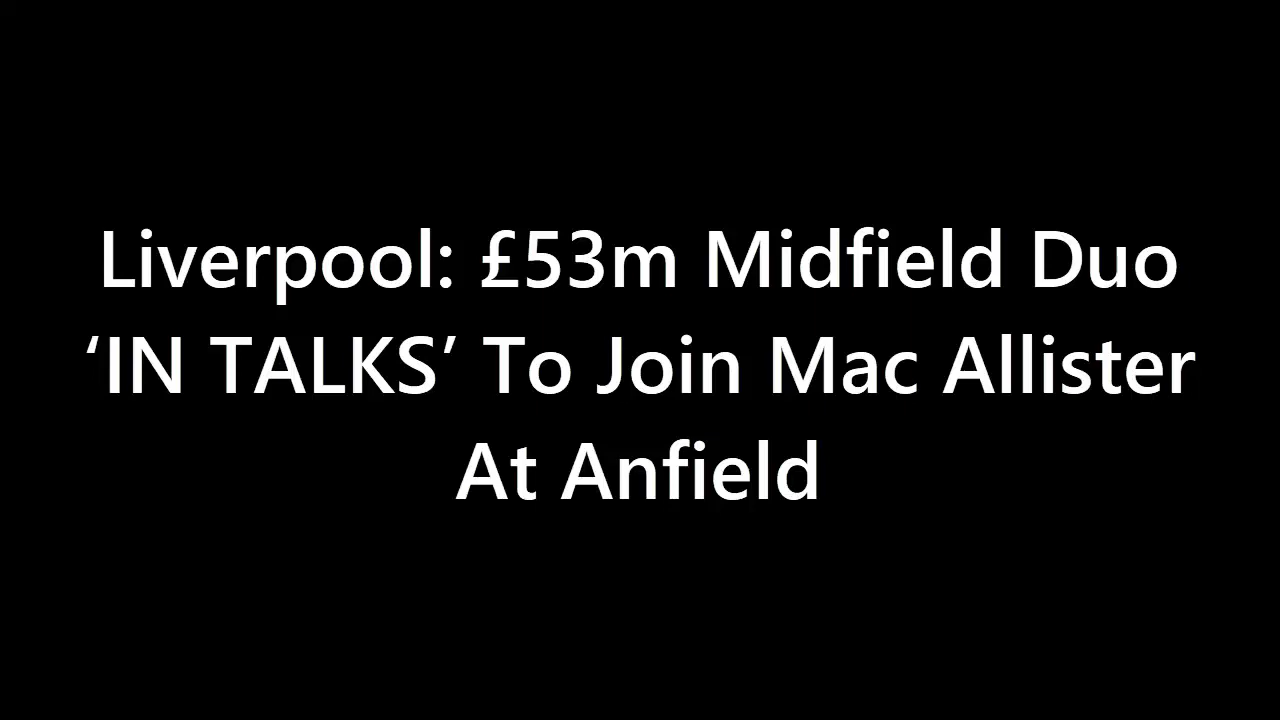 Liverpool: £53m Midfield Duo
‘IN TALKS’ To Join Mac Allister
At Anfield